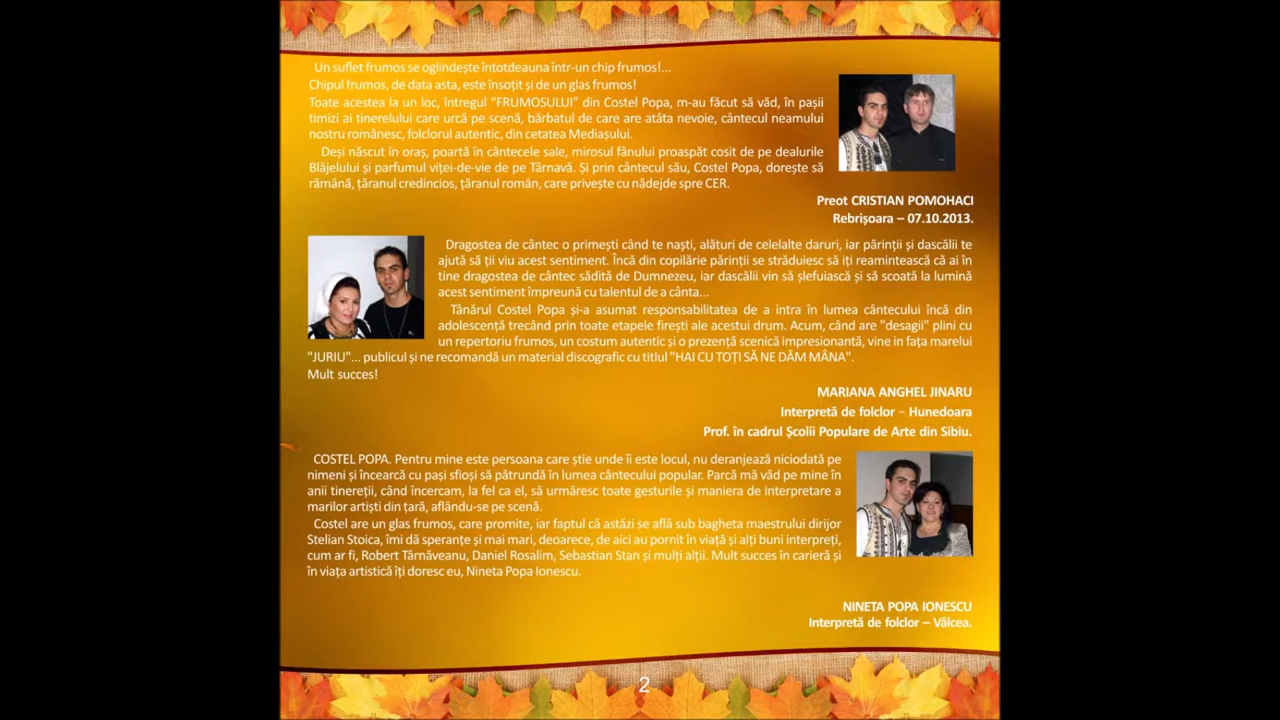 Un suflet frumos se oglindește întotdeauna într-un chip frumos!...
Chipul frumos, de data asta, este însoțit și de un glas frumos!
Toate acestea la un loc, întregul "FRUMOSULUI" din Costel Popa, m-au făcut să văd, în pașii
timizi ai tinerelului care urcă pe scenă, bărbatul de care are atâta nevoie, cântecul neamului
nostru românesc, folclorul autentic, din cetatea Mediașului.
Deși născut în oraș, poartă în cântecele sale, mirosul fânului proaspăt cosit de pe dealurile
Blăjelului și parfumul viței-de-vie de pe Târnavă. Și prin cântecul său, Costel Popa, dorește să
rămână, țăranul credincios, țăranul român, care privește cu nădejde spre CER.
Preot CRISTIAN POMOHACI
Rebrișoara – 07.10.2013.
Dragostea de cântec o primești când te naști, alături de celelalte daruri, iar părinții și dascălii te
ajută să ții viu acest sentiment. Încă din copilărie părinții se străduiesc să iți reamintească că ai în
tine dragostea de cântec sădită de Dumnezeu, iar dascălii vin să șlefuiască și să scoată la lumină
acest sentiment împreună cu talentul de a cânta...
Tânărul Costel Popa și-a asumat responsabilitatea de a intra în lumea cântecului încă din
adolescență trecând prin toate etapele firești ale acestui drum. Acum, când are "desagii" plini cu
un repertoriu frumos, un costum autentic și o prezență scenică impresionantă, vine in fața marelui
"JURIU"... publicul și ne recomandă un material discografic cu titlul "HAI CU TOȚI SĂ NE DĂM MÂNA".
Mult succes!
MARIANA ANGHEL JINARU
Interpretă de folclor – Hunedoara
Prof. în cadrul Școlii Populare de Arte din Sibiu.
COSTEL POPA. Pentru mine este persoana care știe unde îi este locul, nu deranjează niciodată pe
nimeni și încearcă cu pași sfioși să pătrundă în lumea cântecului popular. Parcă mă văd pe mine în
anii tinereții, când încercam, la fel ca el, să urmăresc toate gesturile și maniera de interpretare a
marilor artiști din țară, aflându-se pe scenă.
Costel are un glas frumos, care promite, iar faptul că astăzi se află sub bagheta maestrului dirijor
Stelian Stoica, îmi dă speranțe și mai mari, deoarece, de aici au pornit în viață și alți buni interpreți,
cum ar fi, Robert Târnăveanu, Daniel Rosalim, Sebastian Stan și mulți alții. Mult succes în carieră și
în viața artistică îți doresc eu, Nineta Popa Ionescu.
NINETA POPA IONESCU
Interpretă de folclor – Vâlcea.
2